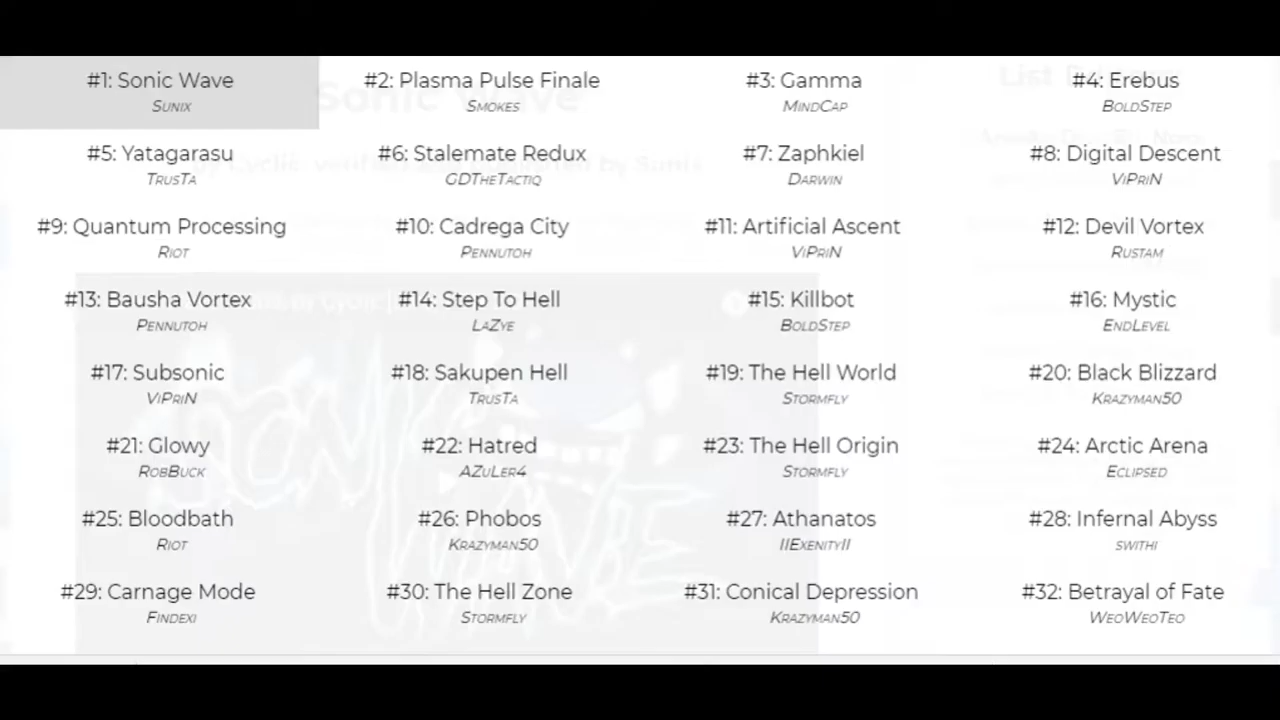 #1: Sonic Wave
Sunix
#2: Plasma Pulse Finale
Smokes
#3: Gamma
MindCap
#4: Erebus
BoldStep
#5: Yatagarasu
TrusTa
#6: Stalemate Redux
GDTheTactiq
#7: Zaphkiel
Darwin
#8: Digital Descent
ViPriN
#9: Quantum Processing
Riot
#10: Cadrega City
Pennutoh
#11: Artificial Ascent
ViPriN
#12: Devil Vortex
Rustam
#13: Bausha Vortex
Pennutoh
#14: Step To Hell
LaZye
#15: Killbot
BoldStep
#16: Mystic
EndLevel
#17: Subsonic
ViPriN
#18: Sakupen Hell
TrusTa
#19: The Hell World
Stormfly
#20: Black Blizzard
Krazyman50
#21: Glowy
RobBuck
#22: Hatred
AZuLer4
#23: The Hell Origin
Stormfly
#24: Arctic Arena
Eclipsed
#25: Bloodbath
Riot
#26: Phobos
Krazyman50
#27: Athanatos
IIExenityII
#28: Infernal Abyss
swithi
#29: Carnage Mode
Findexi
#30: The Hell Zone
Stormfly
#31: Conical Depression
Krazyman50
#32: Betrayal of Fate
WeoWeoTeo
Sonic Wave